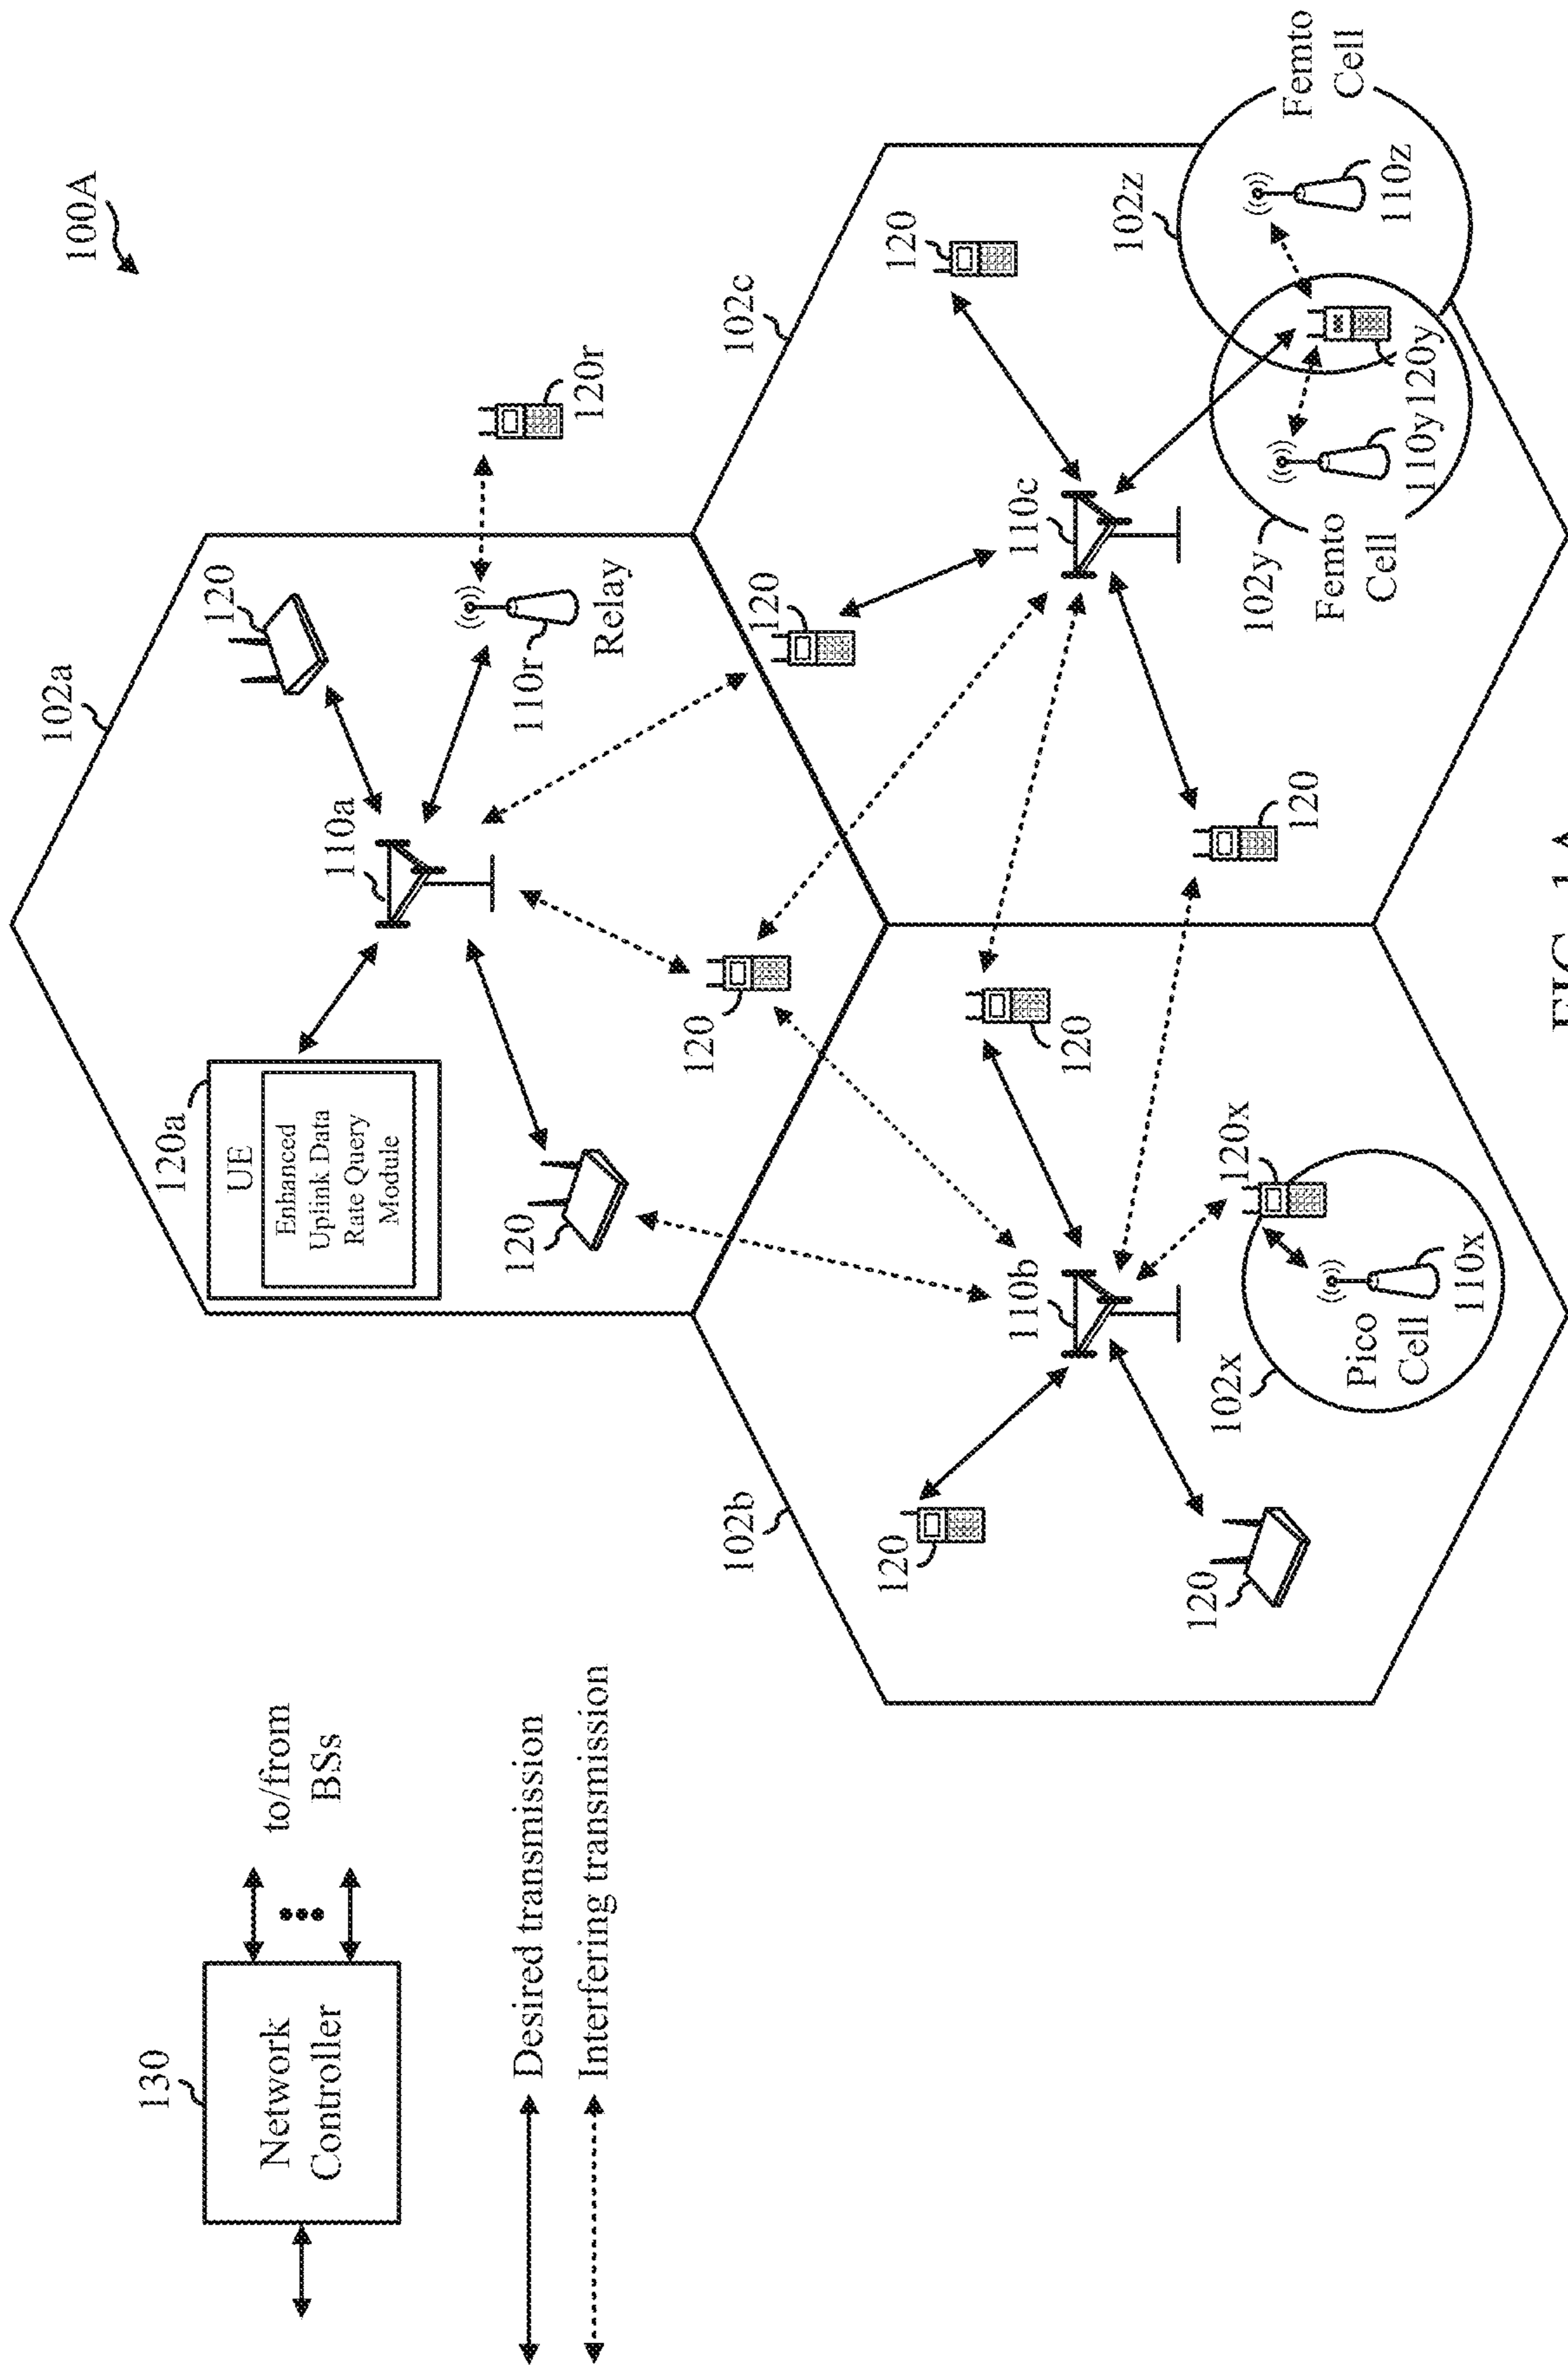 100A
130
Network
Controller
to/from
BSs
Desired transmission
Interfering transmission
102a
120a
UE
Enhanced
Uplink Data
Rate Query
Module
110a
120
120
110r
Relay
120r
120
120
102b
120
120
110b
120
120x
102x
Pico
Cell
110x
102c
120
110c
120
102y
Femto
Cell
110y
120y
102z
110z
Femto
Cell
FIG. 1A